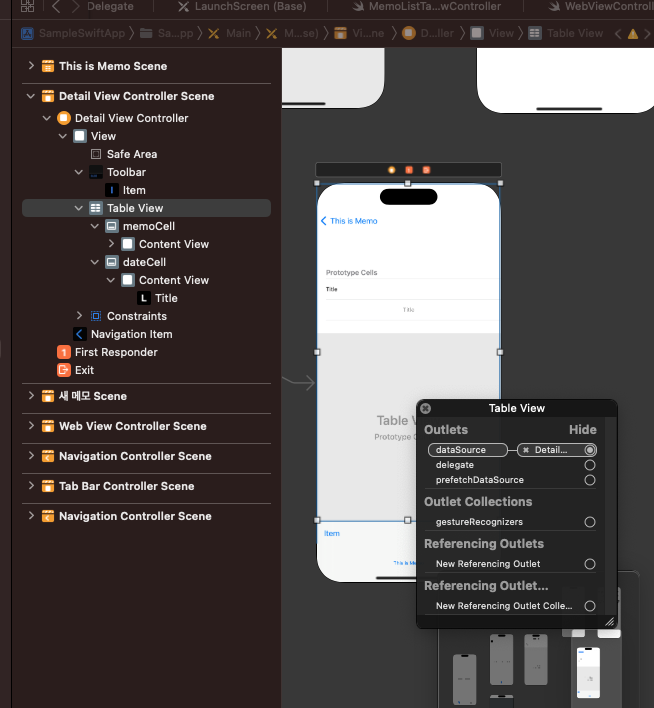 Delegate
LaunchScreen (Base)
MemoListTa...wController
WebViewControl
SampleSwiftApp
Sa...pp
Main
M...se)
Vi...ne
D...ller
View
Table View
This is Memo Scene
Detail View Controller Scene
Detail View Controller
View
Safe Area
Toolbar
Item
Table View
memoCell
Content View
dateCell
Content View
L Title
Constraints
Navigation Item
1 First Responder
Exit
새 메모 Scene
Web View Controller Scene
Navigation Controller Scene
Tab Bar Controller Scene
Navigation Controller Scene
This is Memo
Prototype Cells
Title
Title
Table V
Prototype C
Item
This is Me
Table View
Outlets Hide
dataSource Detail...
delegate
prefetchDataSource
Outlet Collections
gestureRecognizers
Referencing Outlets
New Referencing Outlet
Referencing Outlet...
New Referencing Outlet Colle...